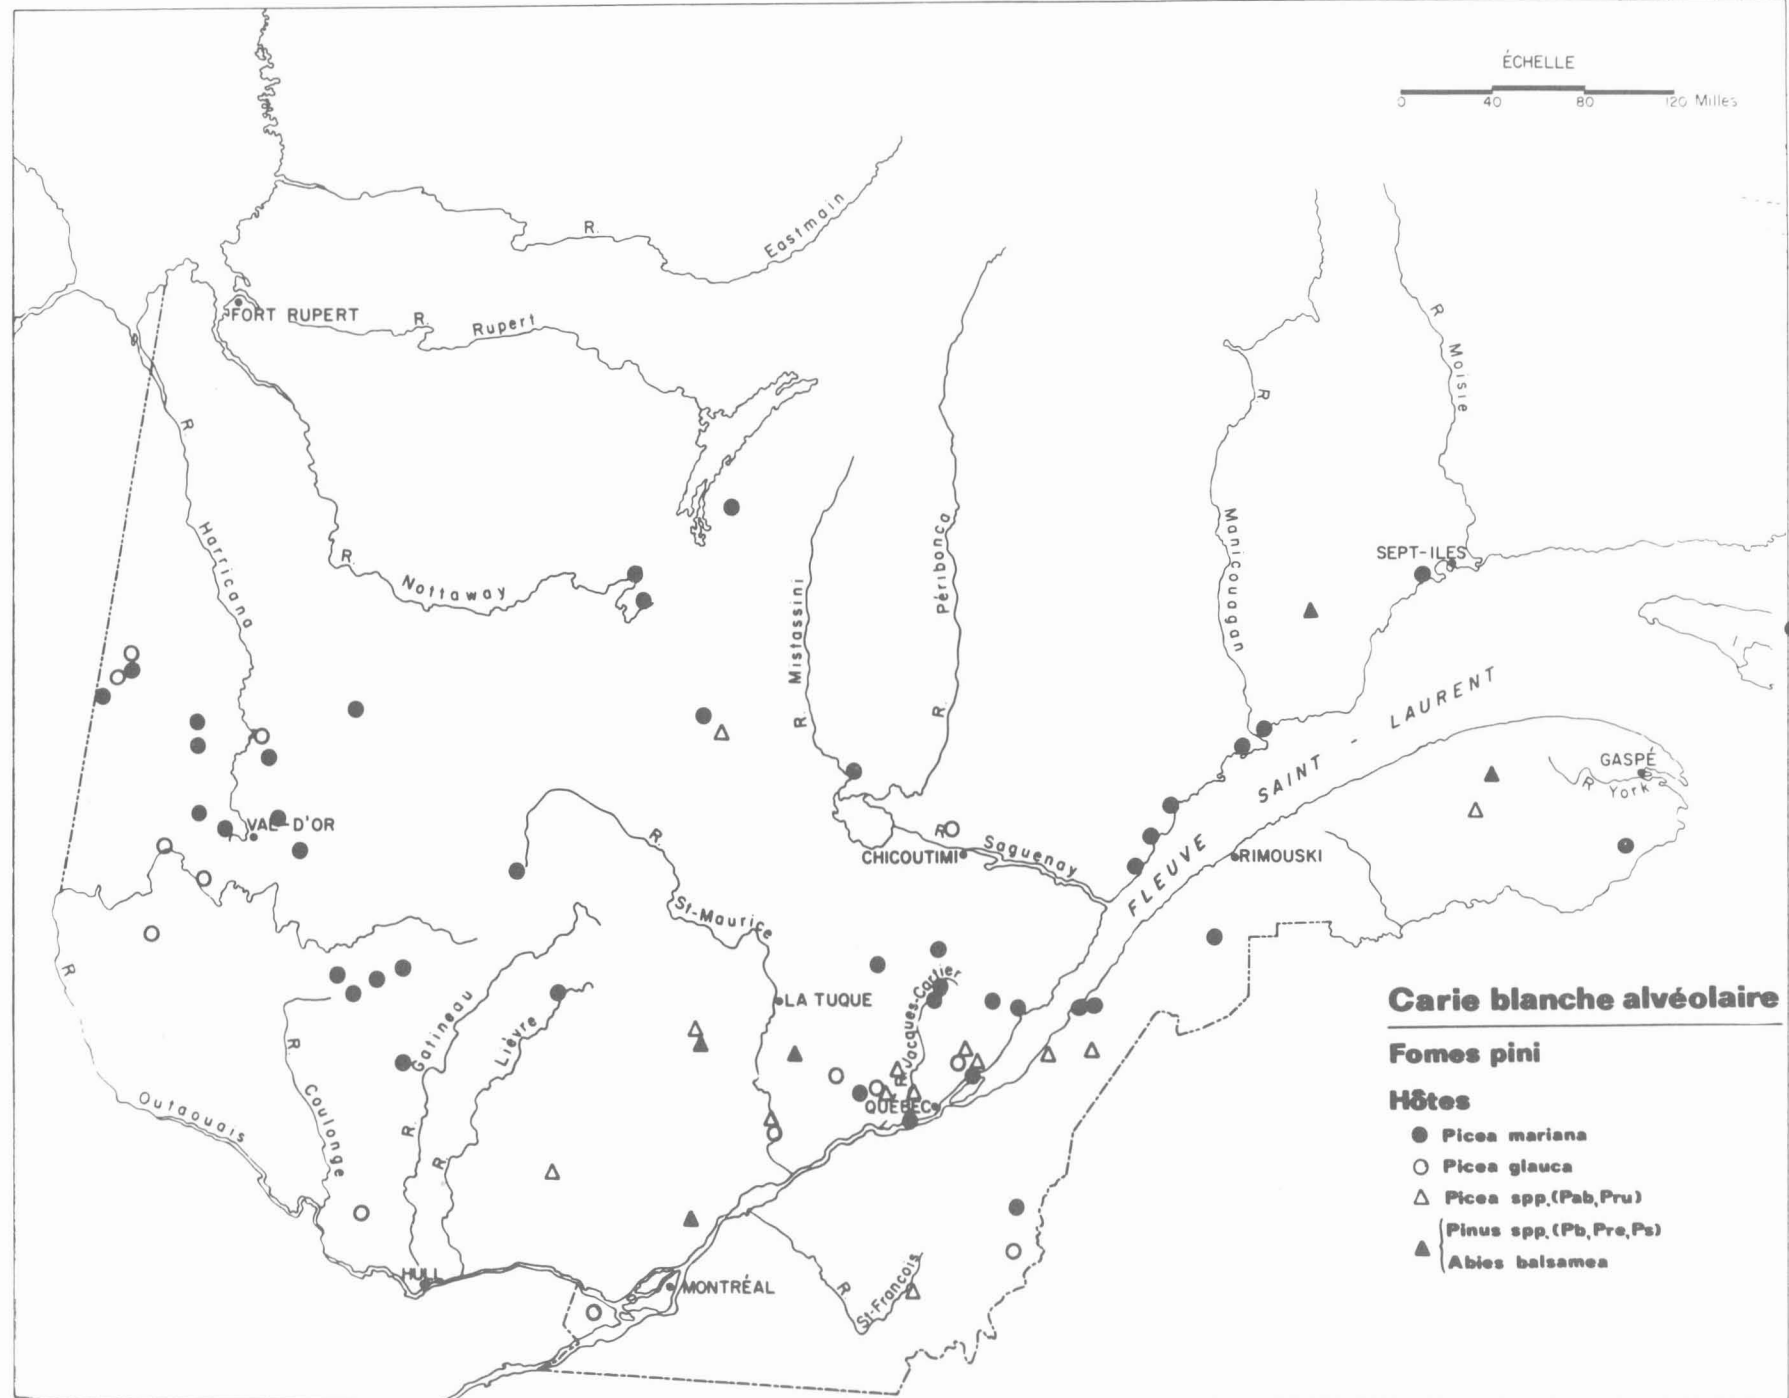 ÉCHELLE
0 40 80 120 Milles
R. Eastmain
FORT RUPERT
R. Rupert
R. Harricana
R. Nottaway
R. Mistassini
R. Péribonca
R. Manicouagan
R. Moisie
SEPT-ILES
FLEUVE SAINT-LAURENT
GASPÉ
R. York
VAL-D'OR
CHICOUTIMI
R. Saguenay
RIMOUSKI
R. St-Maurice
LA TUQUE
R. Jacques-Cartier
QUÉBEC
R. Outaouais
R. Coulonge
R. Gatineau
R. Lièvre
HULL
MONTRÉAL
R. St-François
Carie blanche alvéolaire
Fomes pini
Hôtes
Picea mariana
Picea glauca
Picea spp.(Pab,Pru)
Pinus spp.(Pb,Pre,Ps)
Abies balsamea